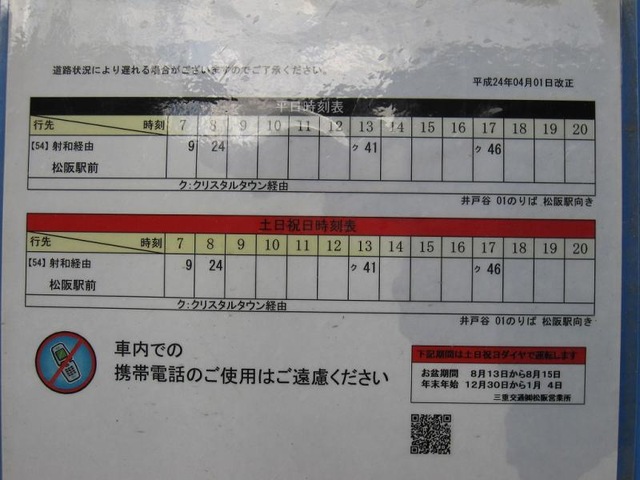 道路状況により遅れる場合がございますのでご了承ください。
平成24年04月01日改正
平日時刻表
行先 時刻 7 8 9 10 11 12 13 14 15 16 17 18 19 20
【54】射和経由 9 24 ク 41 ク 46
松阪駅前
ク:クリスタルタウン経由
井戸谷 01のりば 松阪駅向き
土日祝日時刻表
行先 時刻 7 8 9 10 11 12 13 14 15 16 17 18 19 20
【54】射和経由 9 24 ク 41 ク 46
松阪駅前
ク:クリスタルタウン経由
井戸谷 01のりば 松阪駅向き
車内での
携帯電話のご使用はご遠慮ください
下記期間は土日祝ヨダイヤで運転します
お盆期間 8月13日から8月15日
年末年始 12月30日から1月 4日
三重交通㈱松阪営業所